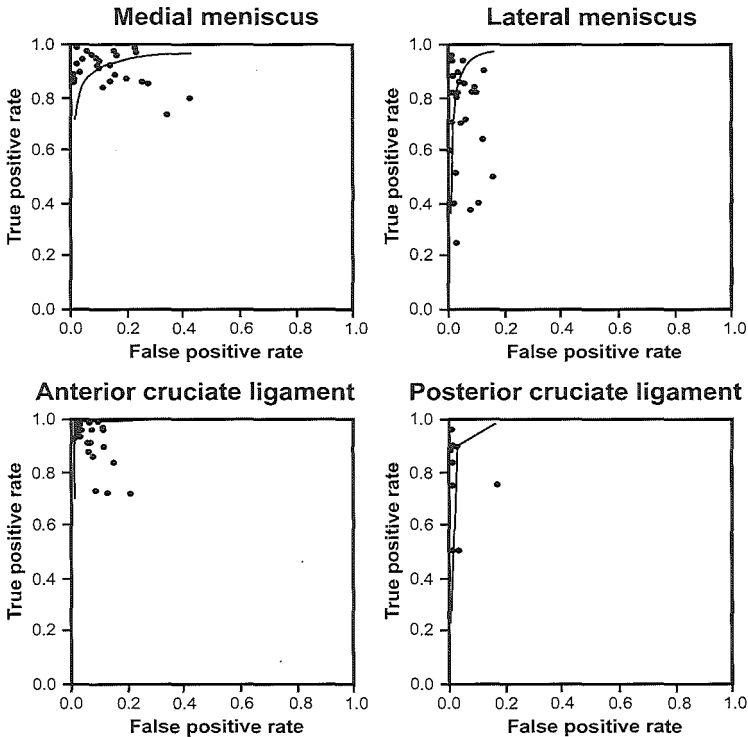 Medial meniscus
True positive rate
1.0
0.8
0.6
0.4
0.2
0.0
0.0 0.2 0.4 0.6 0.8 1.0
False positive rate
Lateral meniscus
True positive rate
1.0
0.8
0.6
0.4
0.2
0.0
0.0 0.2 0.4 0.6 0.8 1.0
False positive rate
Anterior cruciate ligament
True positive rate
1.0
0.8
0.6
0.4
0.2
0.0
0.0 0.2 0.4 0.6 0.8 1.0
False positive rate
Posterior cruciate ligament
True positive rate
1.0
0.8
0.6
0.4
0.2
0.0
0.0 0.2 0.4 0.6 0.8 1.0
False positive rate